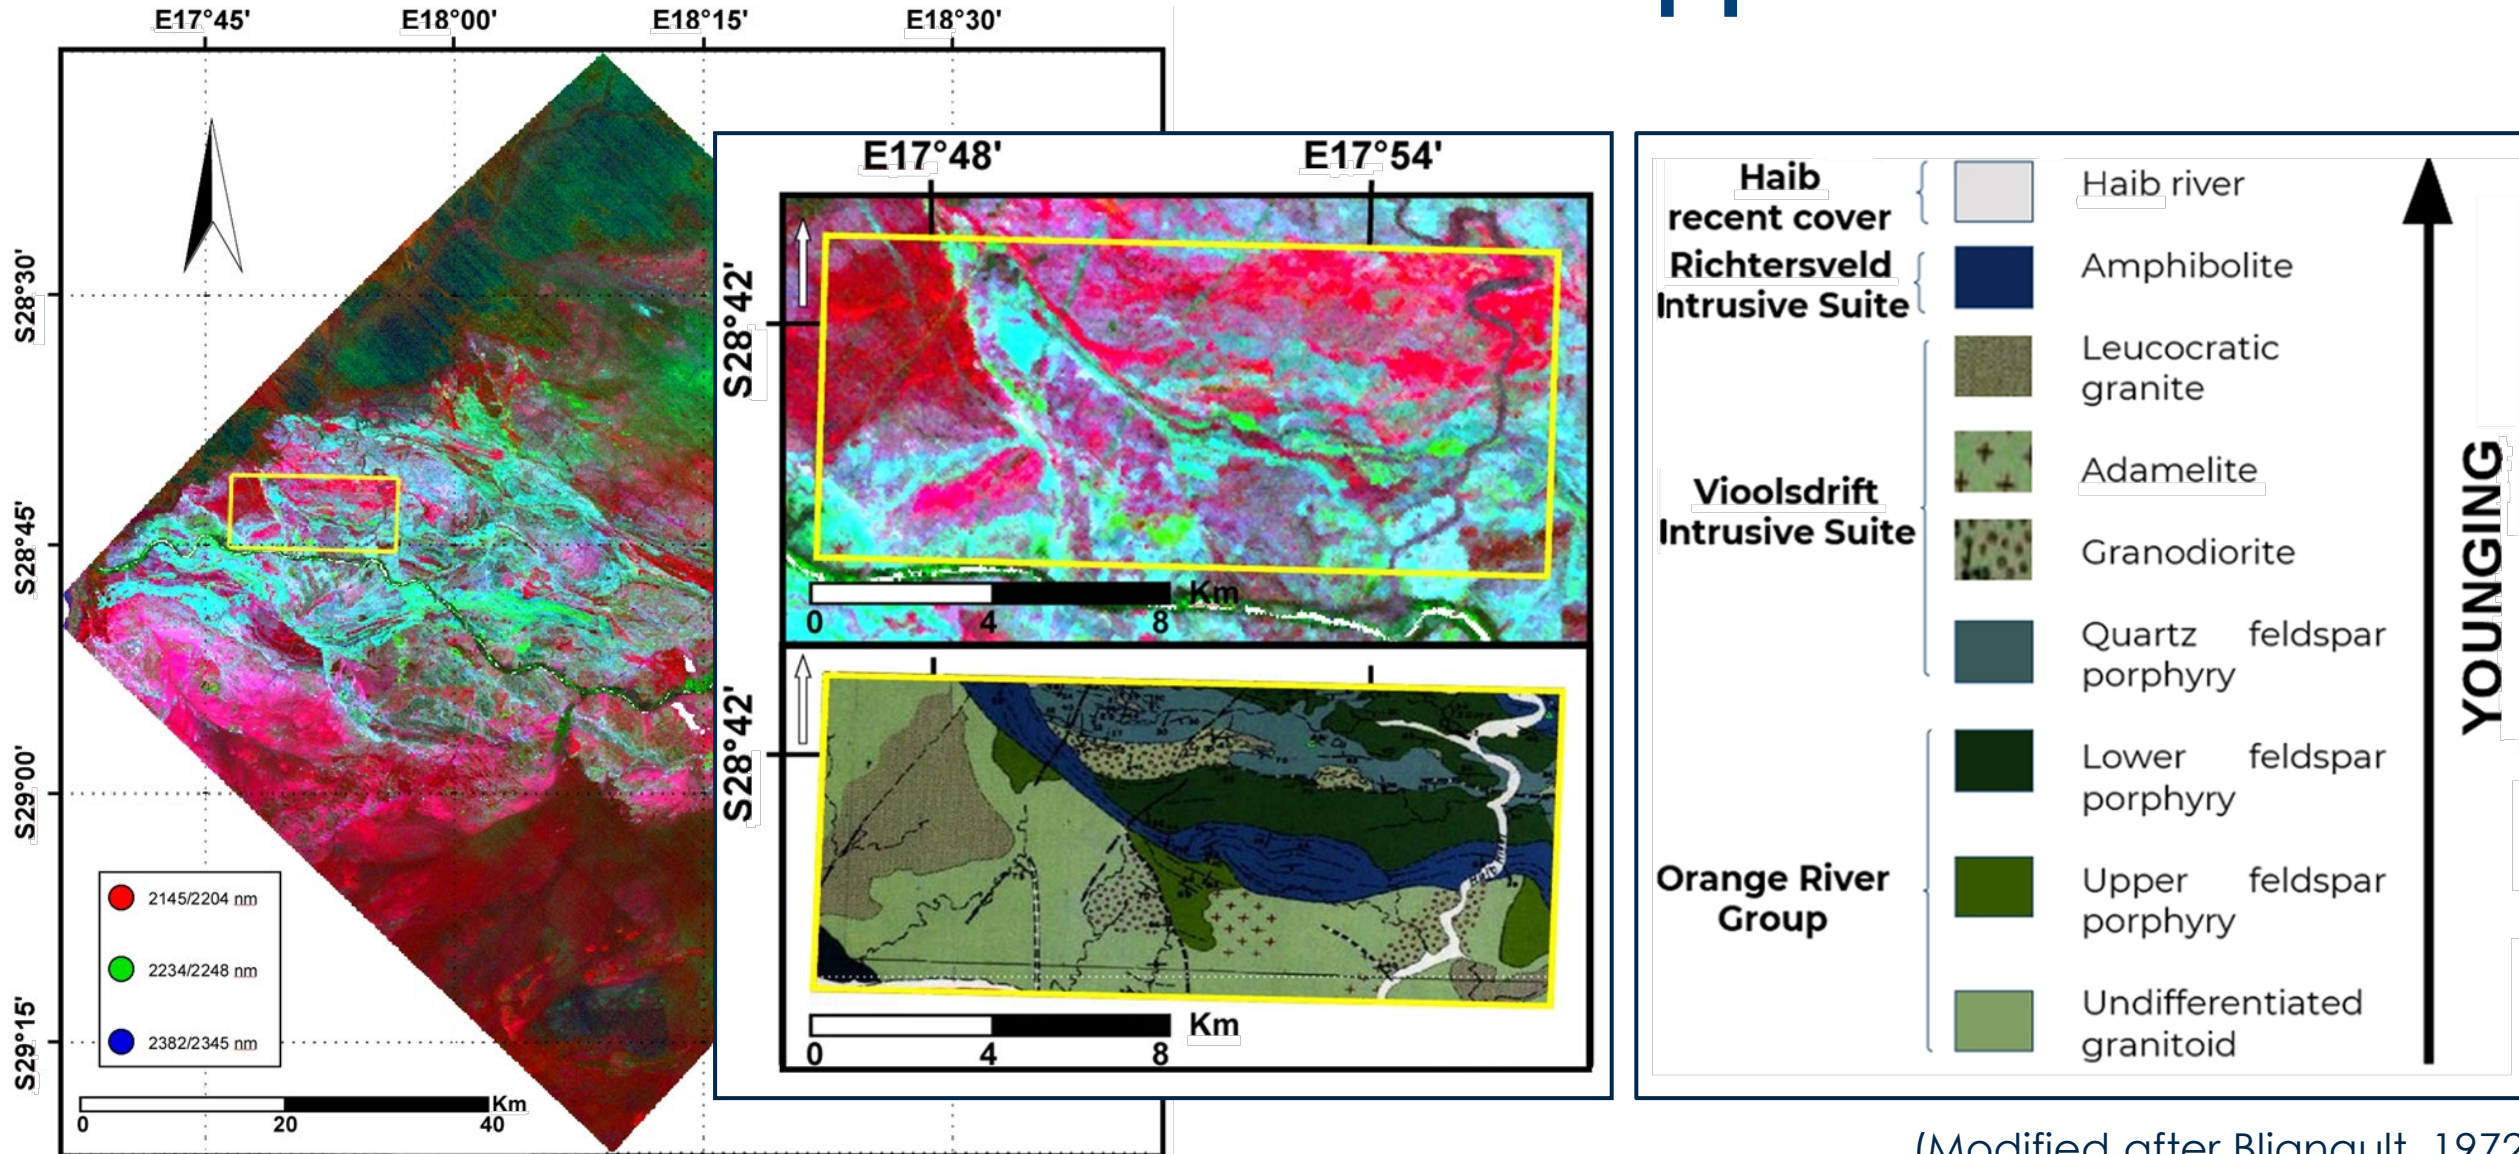 E17°45'
E18°00'
E18°15'
E18°30'
S28°30'
S28°45'
S29°00'
S29°15'
2145/2204 nm
2234/2248 nm
2382/2345 nm
Km
0 20 40
E17°48' E17°54'
S28°42'
Km
0 4 8
S28°42'
Km
0 4 8
Haib
recent cover
Haib river
Richtersveld
Intrusive Suite
Amphibolite
Vioolsdrift
Intrusive Suite
Leucocratic
granite
Adamelite
Granodiorite
Quartz feldspar
porphyry
Orange River
Group
Lower feldspar
porphyry
Upper feldspar
porphyry
Undifferentiated
granitoid
YOUNGING
(Modified after Blignault, 1972